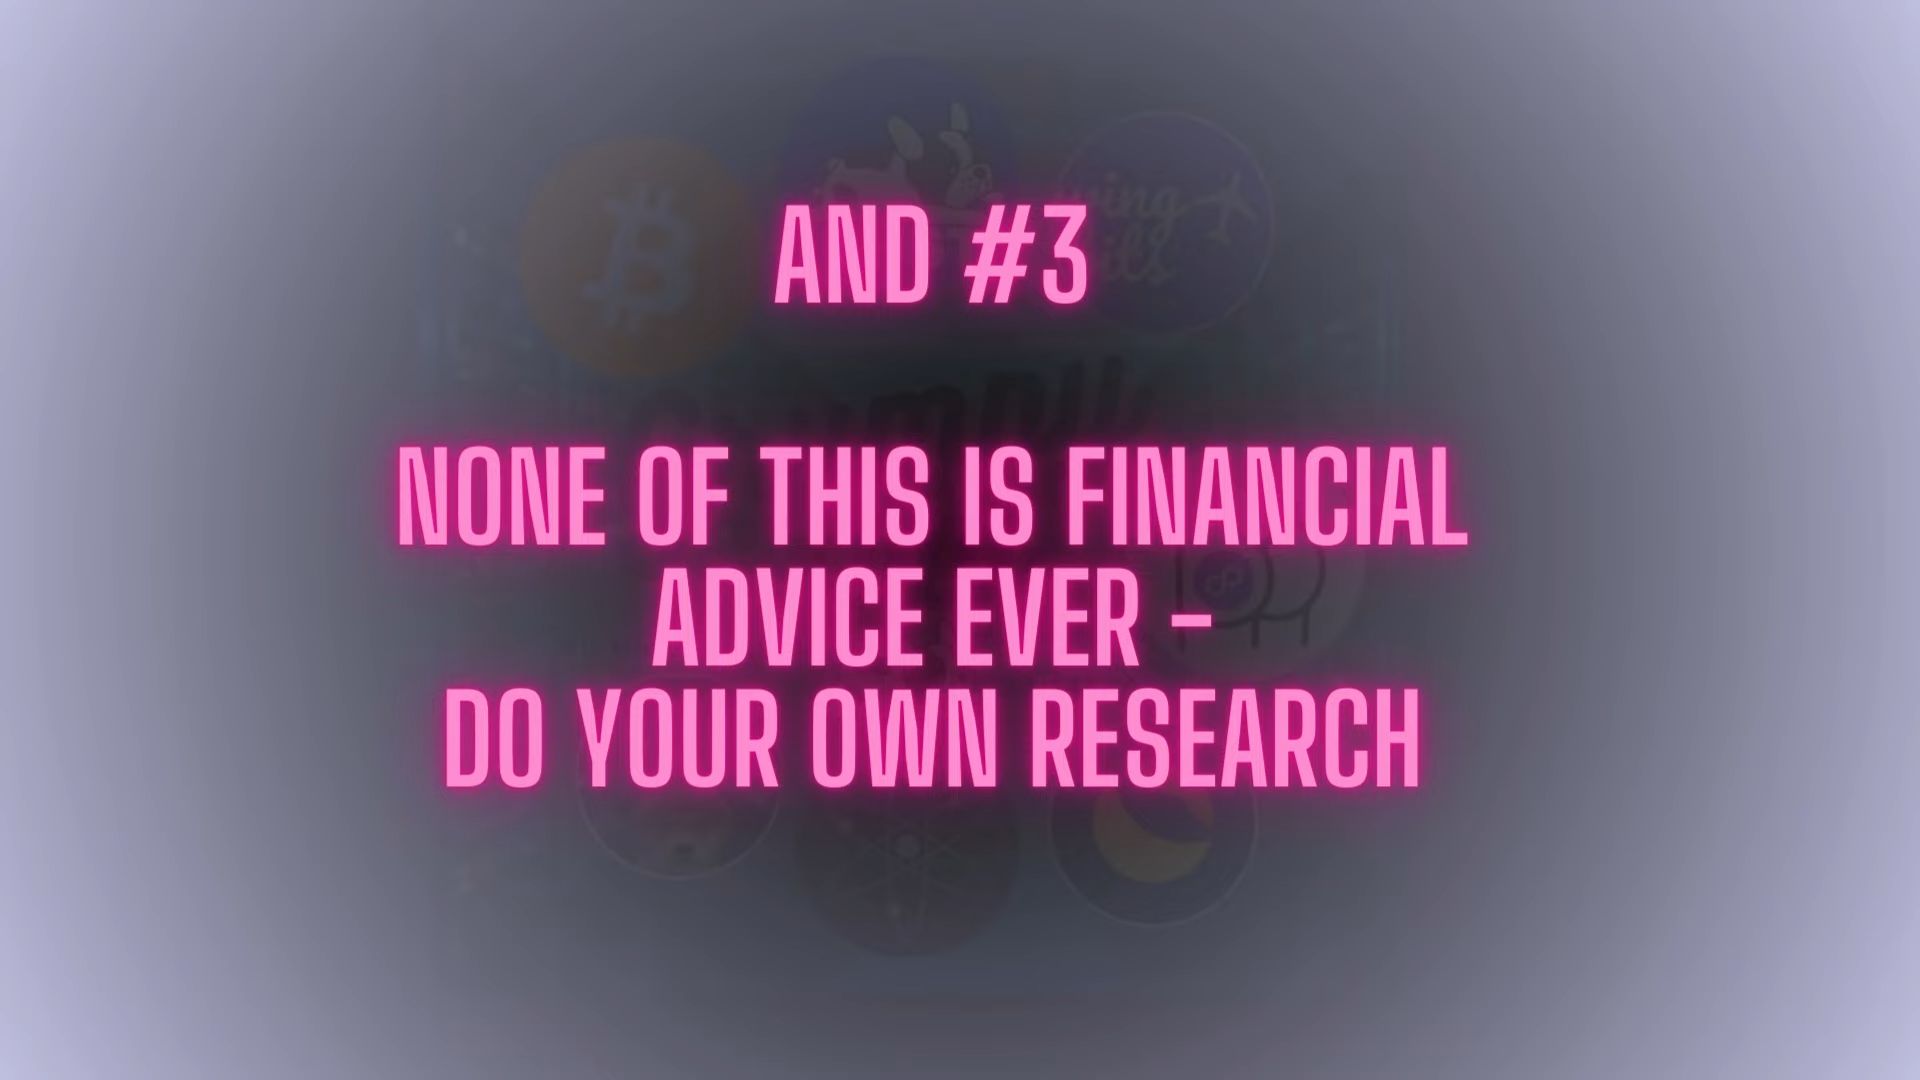 AND #3
NONE OF THIS IS FINANCIAL
ADVICE EVER -
DO YOUR OWN RESEARCH